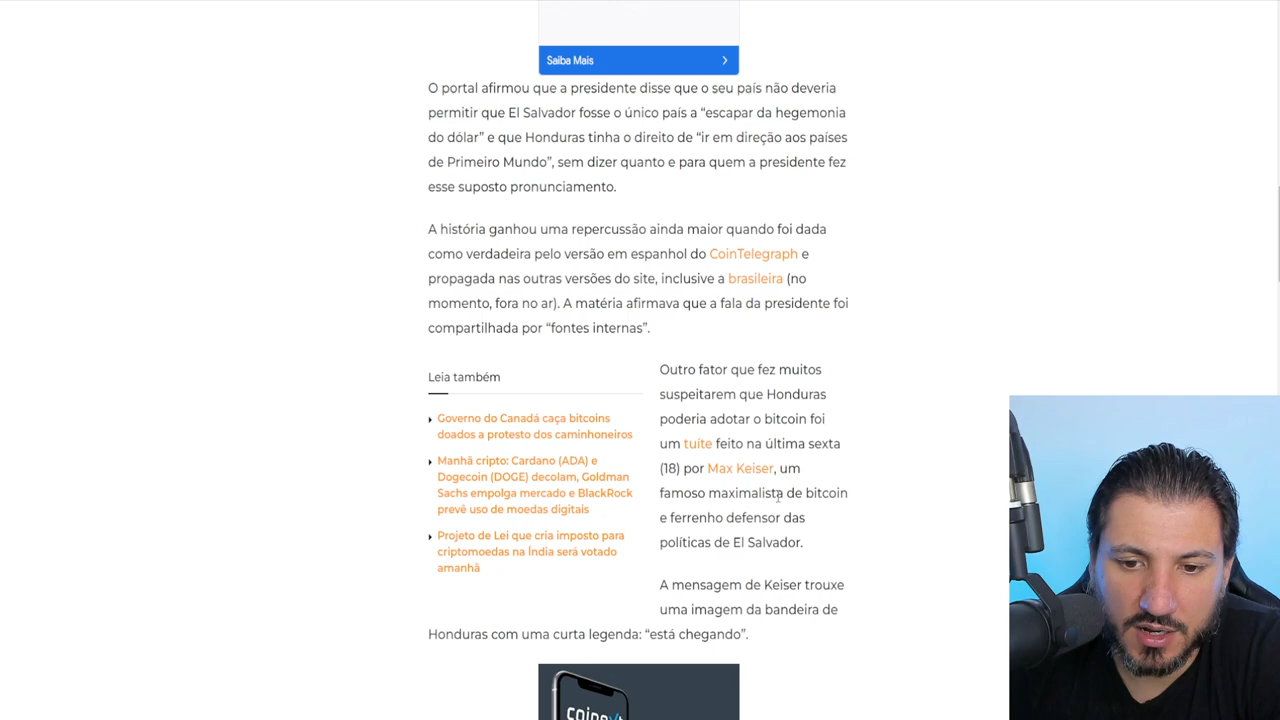 Saiba Mais
O portal afirmou que a presidente disse que o seu país não deveria
permitir que El Salvador fosse o único país a “escapar da hegemonia
do dólar” e que Honduras tinha o direito de “ir em direção aos países
de Primeiro Mundo”, sem dizer quanto e para quem a presidente fez
esse suposto pronunciamento.
A história ganhou uma repercussão ainda maior quando foi dada
como verdadeira pelo versão em espanhol do CoinTelegraph e
propagada nas outras versões do site, inclusive a brasileira (no
momento, fora no ar). A matéria afirmava que a fala da presidente foi
compartilhada por “fontes internas”.
Leia também
Governo do Canadá caça bitcoins
doados a protesto dos caminhoneiros
Manhã cripto: Cardano (ADA) e
Dogecoin (DOGE) decolam, Goldman
Sachs empolga mercado e BlackRock
prevê uso de moedas digitais
Projeto de Lei que cria imposto para
criptomoedas na Índia será votado
amanhã
Outro fator que fez muitos
suspeitarem que Honduras
poderia adotar o bitcoin foi
um tuíte feito na última sexta
(18) por Max Keiser, um
famoso maximalista de bitcoin
e ferrenho defensor das
políticas de El Salvador.
A mensagem de Keiser trouxe
uma imagem da bandeira de
Honduras com uma curta legenda: “está chegando”.